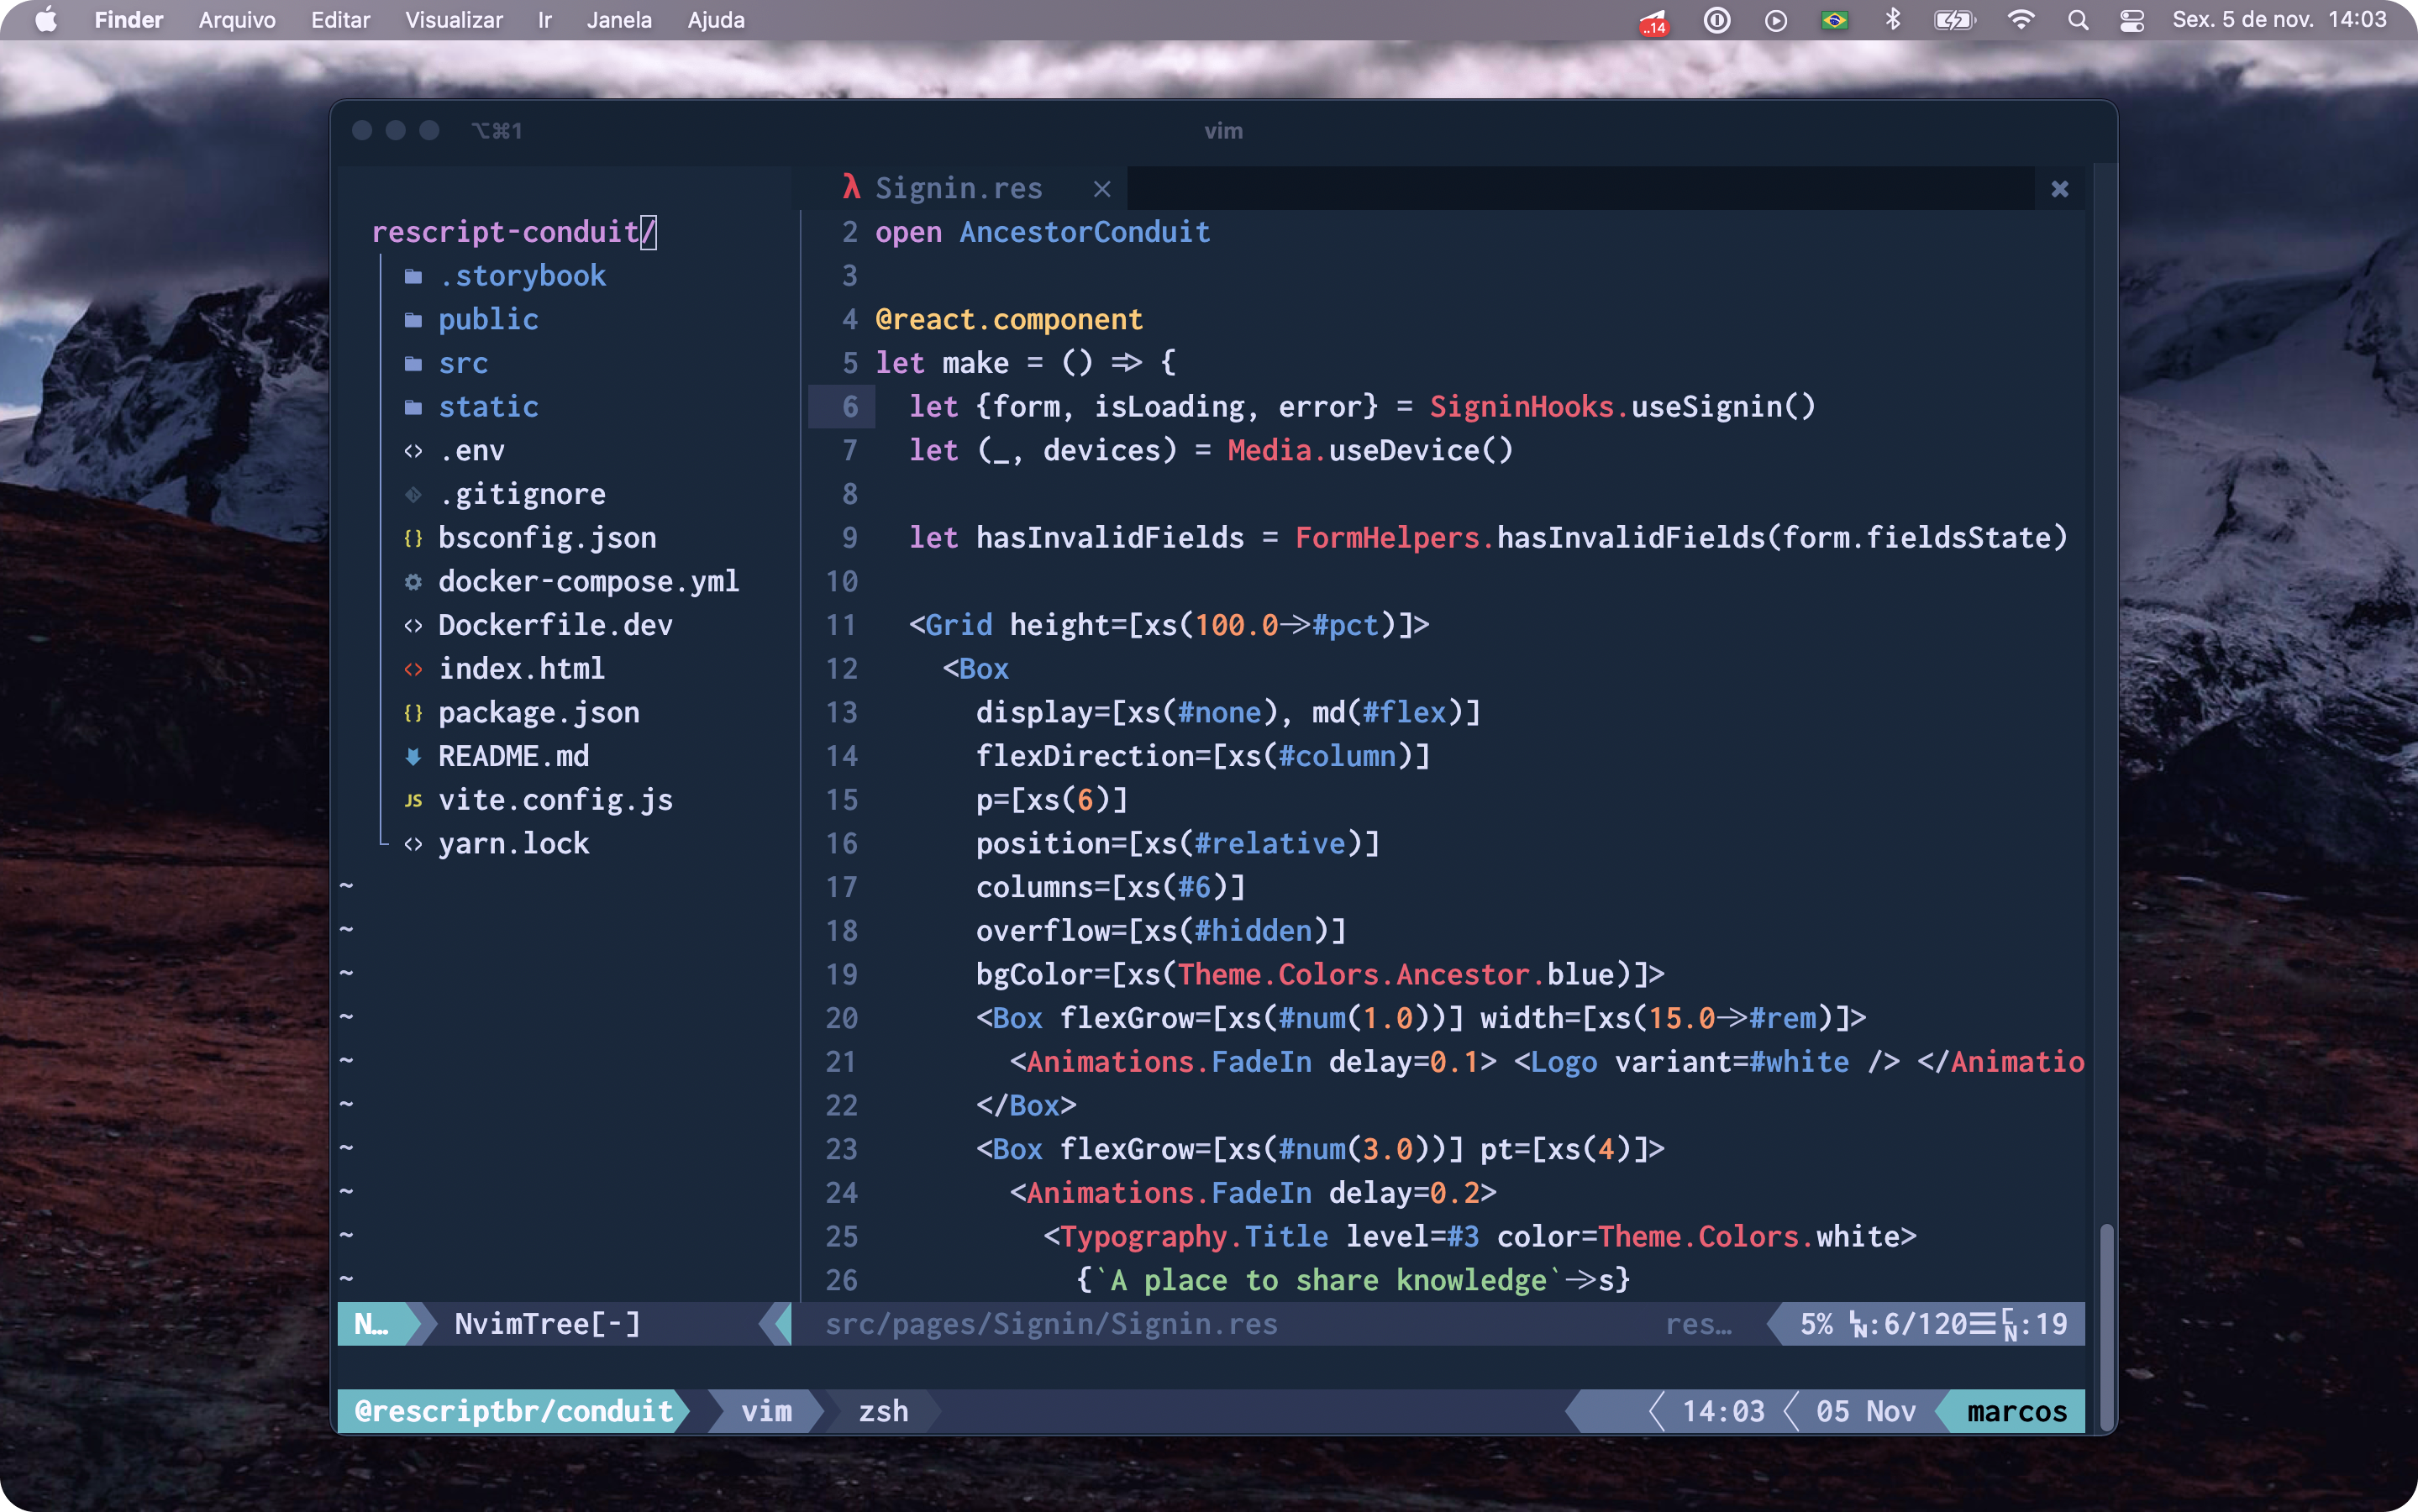 Finder Arquivo Editar Visualizar Ir Janela Ajuda ..14 Sex. 5 de nov. 14:03
⌥⌘1 vim
λ Signin.res × ✖
rescript-conduit/
.storybook
public
src
static
.env
.gitignore
{} bsconfig.json
docker-compose.yml
<> Dockerfile.dev
<> index.html
{} package.json
README.md
JS vite.config.js
<> yarn.lock
~
~
~
~
~
~
~
~
~
~
2 open AncestorConduit
3
4 @react.component
5 let make = () => {
6   let {form, isLoading, error} = SigninHooks.useSignin()
7   let (_, devices) = Media.useDevice()
8
9   let hasInvalidFields = FormHelpers.hasInvalidFields(form.fieldsState)
10
11   <Grid height=[xs(100.0->#pct)]>
12     <Box
13       display=[xs(#none), md(#flex)]
14       flexDirection=[xs(#column)]
15       p=[xs(6)]
16       position=[xs(#relative)]
17       columns=[xs(#6)]
18       overflow=[xs(#hidden)]
19       bgColor=[xs(Theme.Colors.Ancestor.blue)]>
20       <Box flexGrow=[xs(#num(1.0))] width=[xs(15.0->#rem)]>
21         <Animations.FadeIn delay=0.1> <Logo variant=#white /> </Animatio
22       </Box>
23       <Box flexGrow=[xs(#num(3.0))] pt=[xs(4)]>
24         <Animations.FadeIn delay=0.2>
25           <Typography.Title level=#3 color=Theme.Colors.white>
26             {`A place to share knowledge`->s}
N… NvimTree[-] src/pages/Signin/Signin.res res… 5% LN:6/120☰CN:19
@rescriptbr/conduit vim zsh 14:03 05 Nov marcos